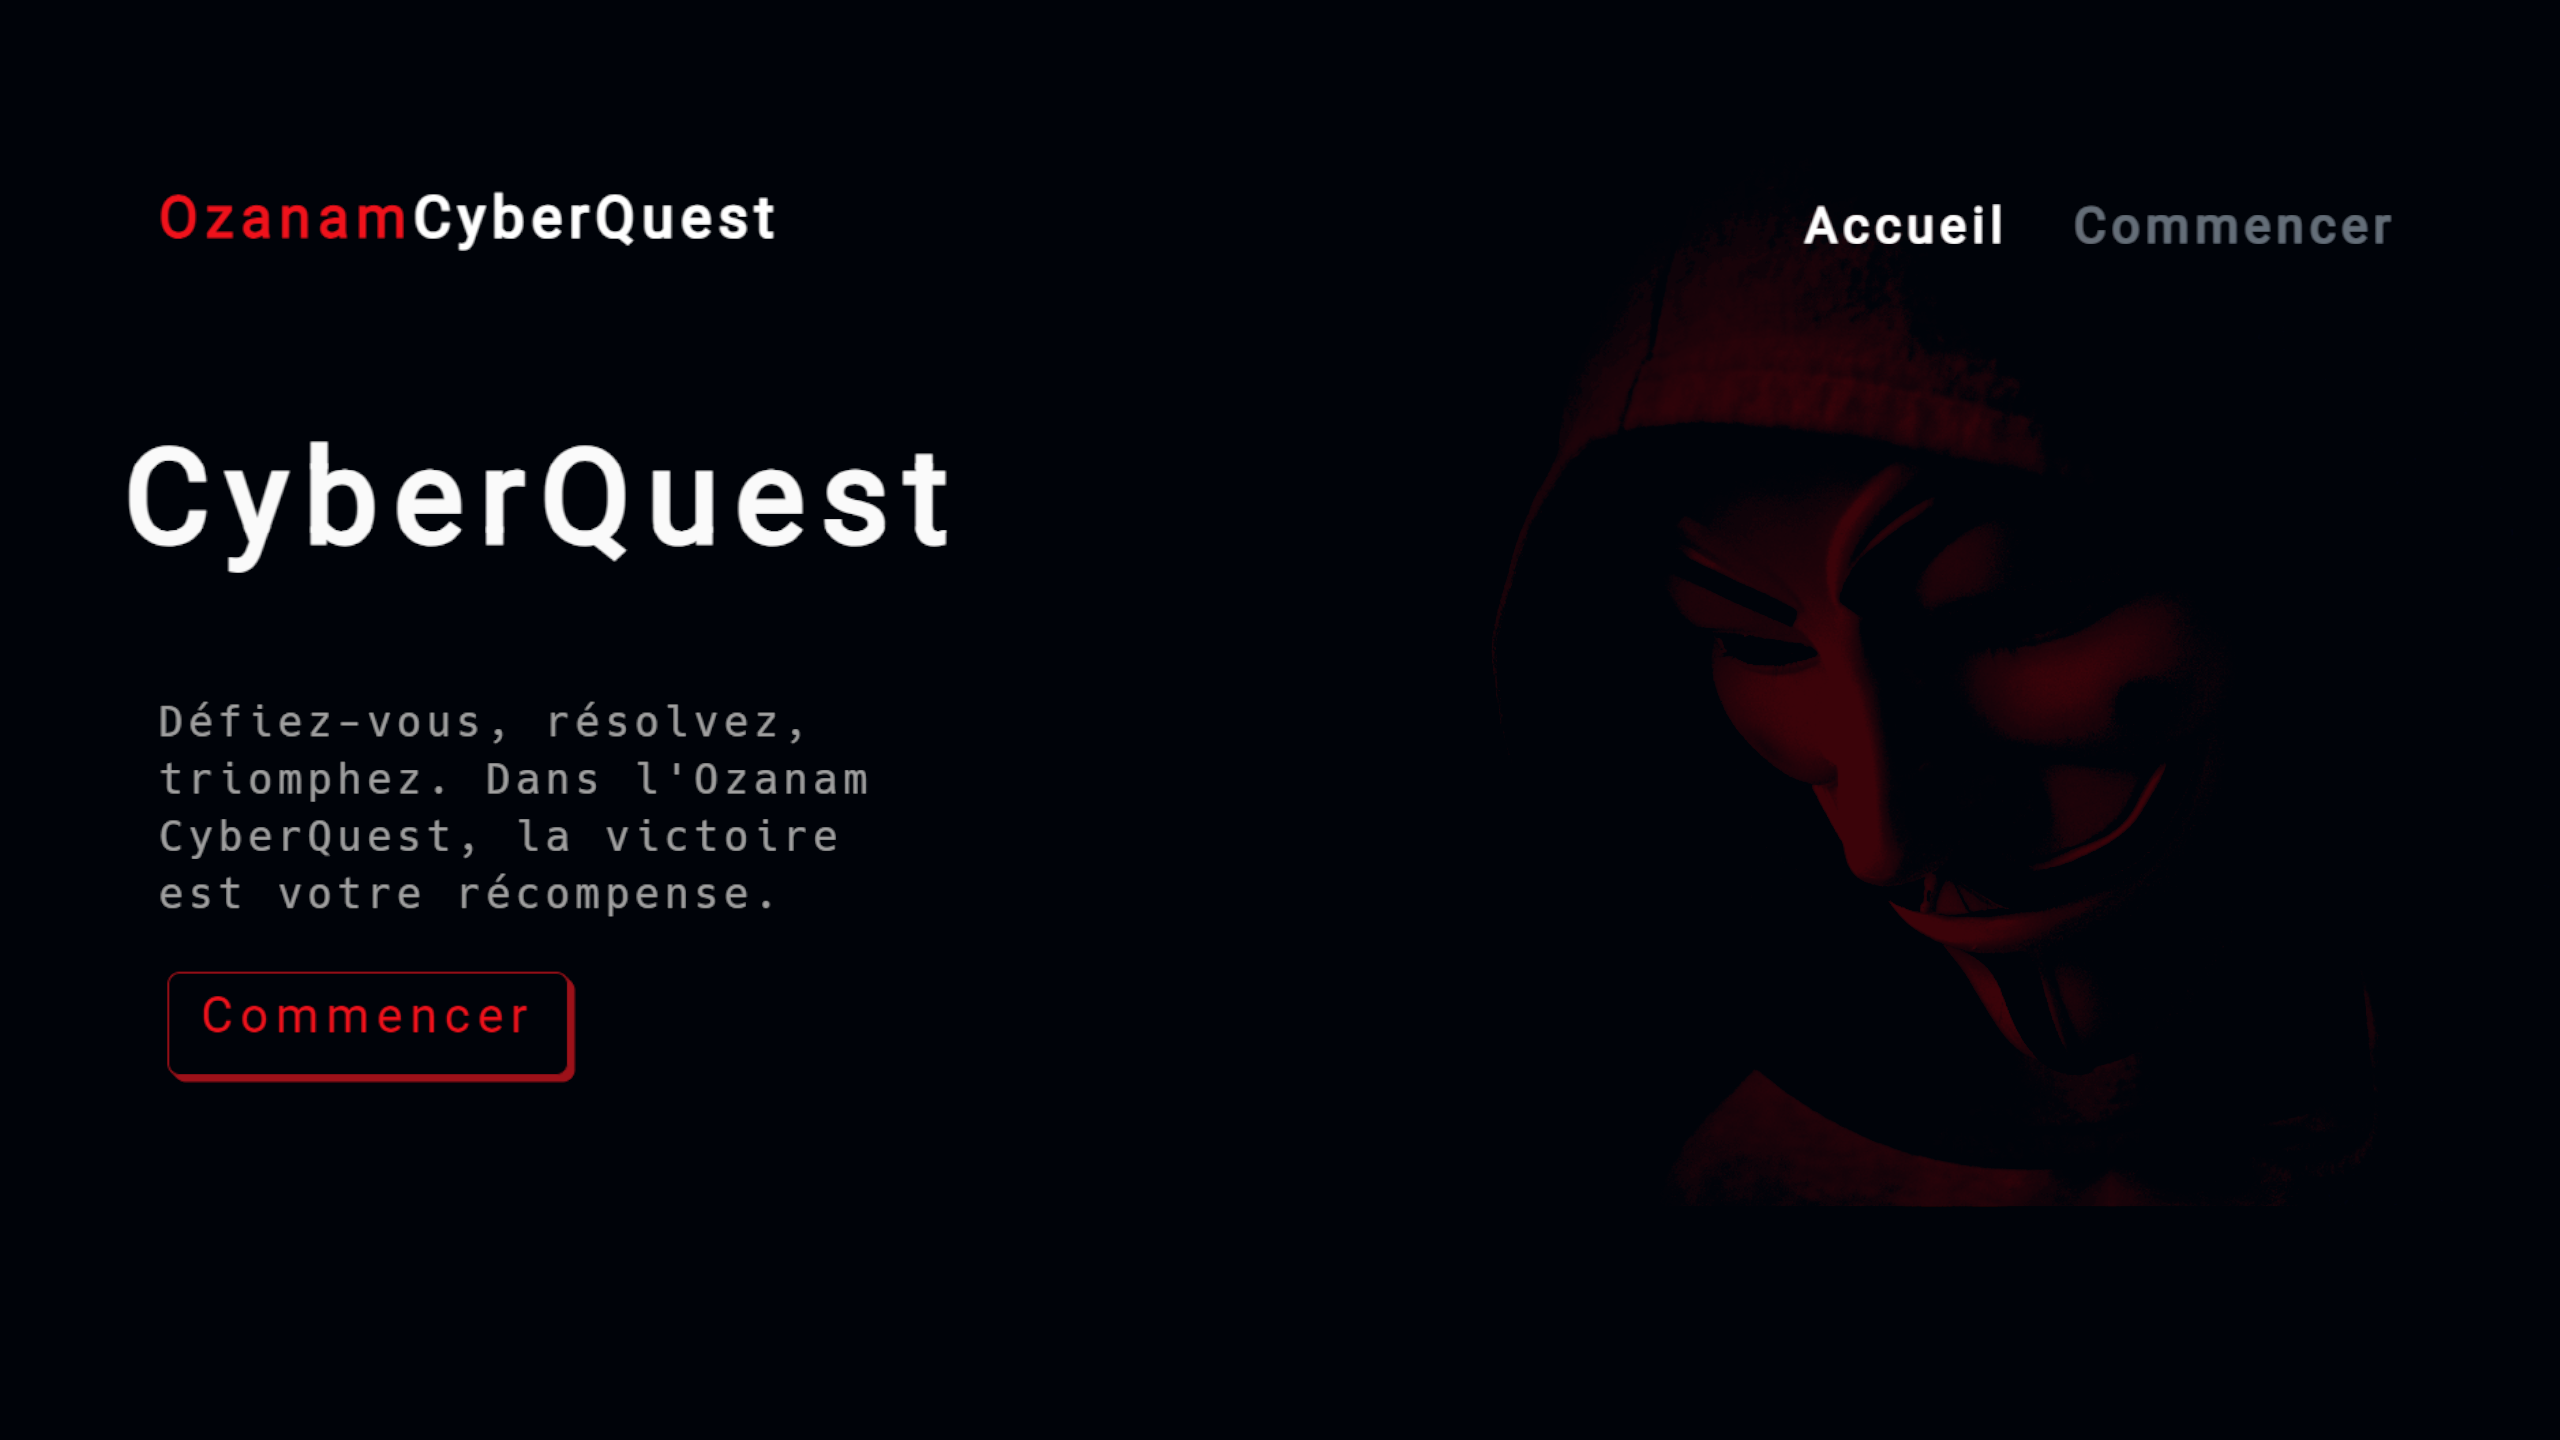 OzanamCyberQuest
Accueil Commencer
CyberQuest
Défiez-vous, résolvez,
triomphez. Dans l'Ozanam
CyberQuest, la victoire
est votre récompense.
Commencer